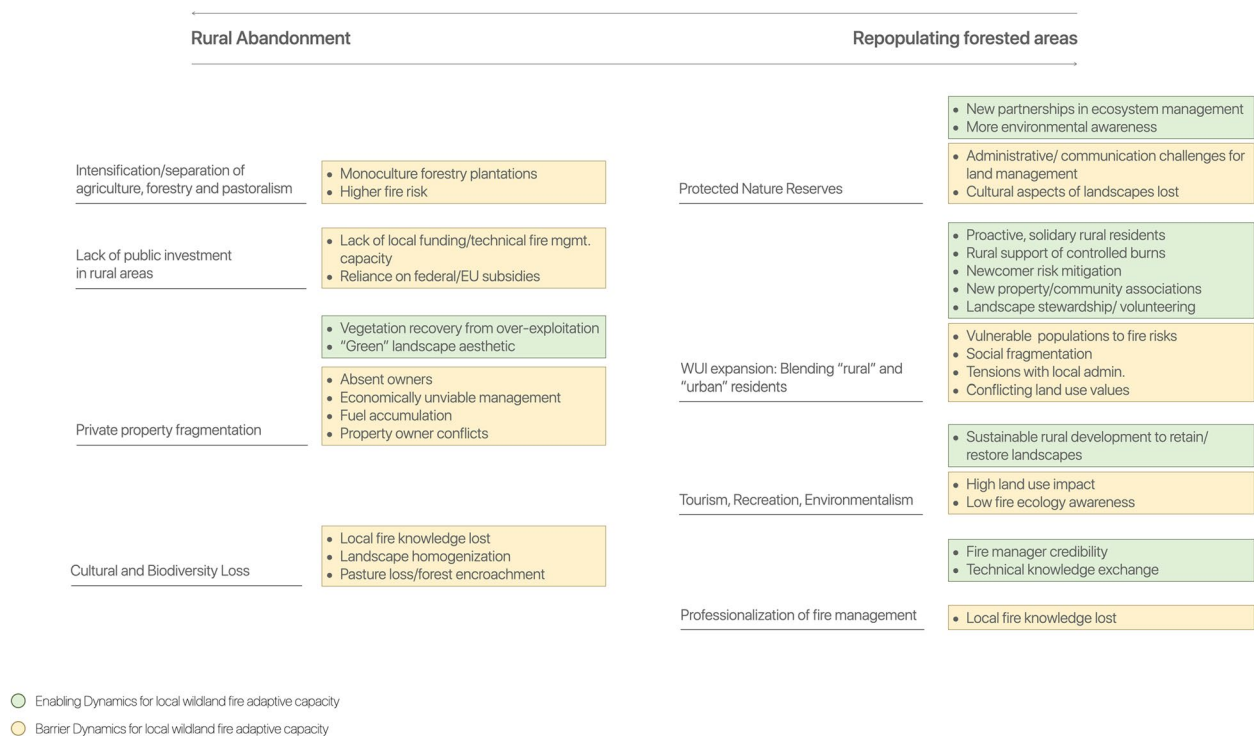 Rural Abandonment
Repopulating forested areas
Intensification/separation of
agriculture, forestry and pastoralism
• Monoculture forestry plantations
• Higher fire risk
Lack of public investment
in rural areas
• Lack of local funding/technical fire mgmt.
capacity
• Reliance on federal/EU subsidies
Private property fragmentation
• Vegetation recovery from over-exploitation
• “Green” landscape aesthetic
• Absent owners
• Economically unviable management
• Fuel accumulation
• Property owner conflicts
Cultural and Biodiversity Loss
• Local fire knowledge lost
• Landscape homogenization
• Pasture loss/forest encroachment
Protected Nature Reserves
• New partnerships in ecosystem management
• More environmental awareness
• Administrative/ communication challenges for
land management
• Cultural aspects of landscapes lost
WUI expansion: Blending “rural” and
“urban” residents
• Proactive, solidary rural residents
• Rural support of controlled burns
• Newcomer risk mitigation
• New property/community associations
• Landscape stewardship/ volunteering
• Vulnerable populations to fire risks
• Social fragmentation
• Tensions with local admin.
• Conflicting land use values
Tourism, Recreation, Environmentalism
• Sustainable rural development to retain/
restore landscapes
• High land use impact
• Low fire ecology awareness
Professionalization of fire management
• Fire manager credibility
• Technical knowledge exchange
• Local fire knowledge lost
Enabling Dynamics for local wildland fire adaptive capacity
Barrier Dynamics for local wildland fire adaptive capacity